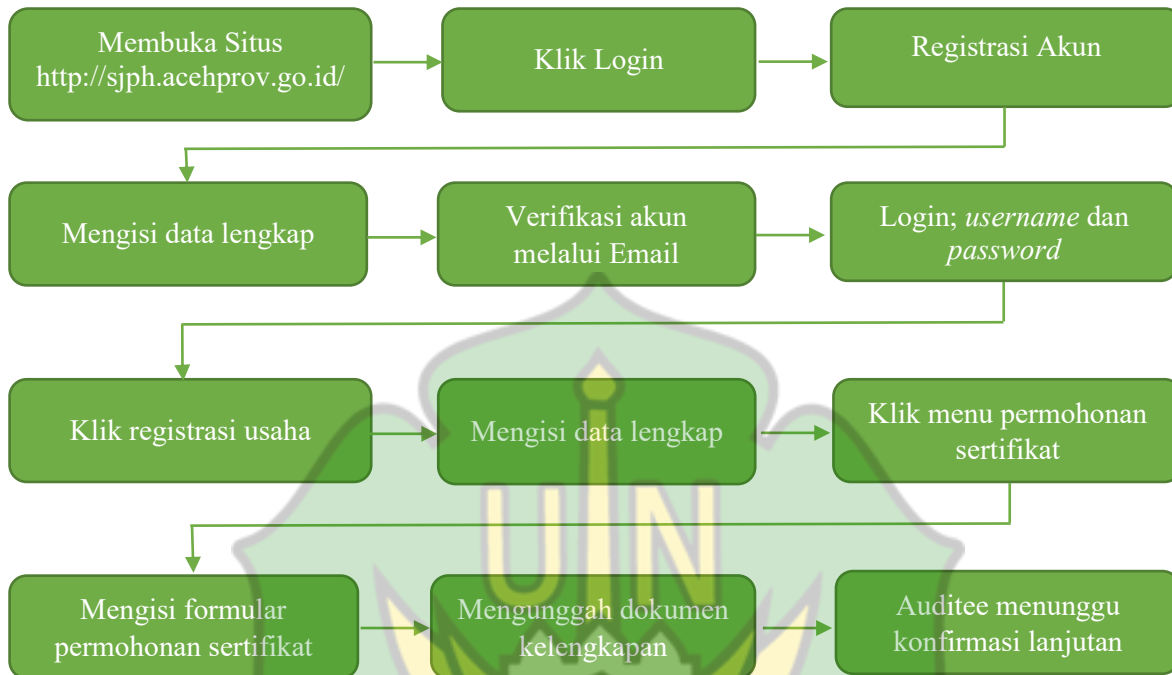 Membuka Situs
http://sjph.acehprov.go.id/
Klik Login
Registrasi Akun
Mengisi data lengkap
Verifikasi akun
melalui Email
Login; username dan
password
Klik registrasi usaha
Mengisi data lengkap
Klik menu permohonan
sertifikat
Mengisi formular
permohonan sertifikat
Mengunggah dokumen
kelengkapan
Auditee menunggu
konfirmasi lanjutan
UIN